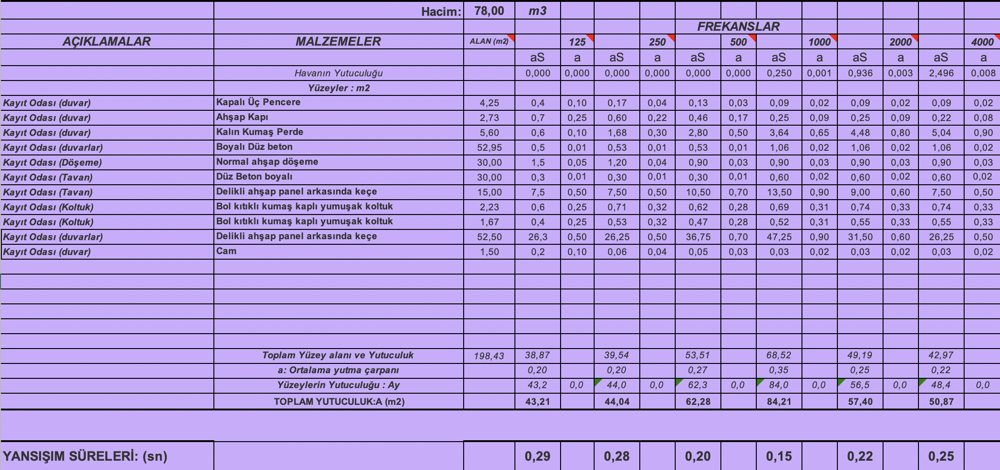 Hacim: 78,00 m3
FREKANSLAR
AÇIKLAMALAR MALZEMELER ALAN (m2) 125 250 500 1000 2000 4000
aS a aS a aS a aS a aS a aS a
Havanın Yutuculuğu 0,000 0,000 0,000 0,000 0,000 0,000 0,250 0,001 0,936 0,003 2,496 0,008
Yüzeyler : m2
Kayıt Odası (duvar) Kapalı Üç Pencere 4,25 0,4 0,10 0,17 0,04 0,13 0,03 0,09 0,02 0,09 0,02 0,09 0,02
Kayıt Odası (duvar) Ahşap Kapı 2,73 0,7 0,25 0,60 0,22 0,46 0,17 0,25 0,09 0,25 0,09 0,22 0,08
Kayıt Odası (duvar) Kalın Kumaş Perde 5,60 0,6 0,10 1,68 0,30 2,80 0,50 3,64 0,65 4,48 0,80 5,04 0,90
Kayıt Odası (duvarlar) Boyalı Düz beton 52,95 0,5 0,01 0,53 0,01 0,53 0,01 1,06 0,02 1,06 0,02 1,06 0,02
Kayıt Odası (Döşeme) Normal ahşap döşeme 30,00 1,5 0,05 1,20 0,04 0,90 0,03 0,90 0,03 0,90 0,03 0,90 0,03
Kayıt Odası (Tavan) Düz Beton boyalı 30,00 0,3 0,01 0,30 0,01 0,30 0,01 0,60 0,02 0,60 0,02 0,60 0,02
Kayıt Odası (Tavan) Delikli ahşap panel arkasında keçe 15,00 7,5 0,50 7,50 0,50 10,50 0,70 13,50 0,90 9,00 0,60 7,50 0,50
Kayıt Odası (Koltuk) Bol kıtıklı kumaş kaplı yumuşak koltuk 2,23 0,6 0,25 0,71 0,32 0,62 0,28 0,69 0,31 0,74 0,33 0,74 0,33
Kayıt Odası (Koltuk) Bol kıtıklı kumaş kaplı yumuşak koltuk 1,67 0,4 0,25 0,53 0,32 0,47 0,28 0,52 0,31 0,55 0,33 0,55 0,33
Kayıt Odası (duvarlar) Delikli ahşap panel arkasında keçe 52,50 26,3 0,50 26,25 0,50 36,75 0,70 47,25 0,90 31,50 0,60 26,25 0,50
Kayıt Odası (duvar) Cam 1,50 0,2 0,10 0,06 0,04 0,05 0,03 0,03 0,02 0,03 0,02 0,03 0,02
Toplam Yüzey alanı ve Yutuculuk 198,43 38,87 39,54 53,51 68,52 49,19 42,97
a: Ortalama yutma çarpanı 0,20 0,20 0,27 0,35 0,25 0,22
Yüzeylerin Yutuculuğu : Ay 43,2 0,0 44,0 0,0 62,3 0,0 84,0 0,0 56,5 0,0 48,4 0,0
TOPLAM YUTUCULUK:A (m2) 43,21 44,04 62,28 84,21 57,40 50,87
YANSIŞIM SÜRELERİ: (sn) 0,29 0,28 0,20 0,15 0,22 0,25